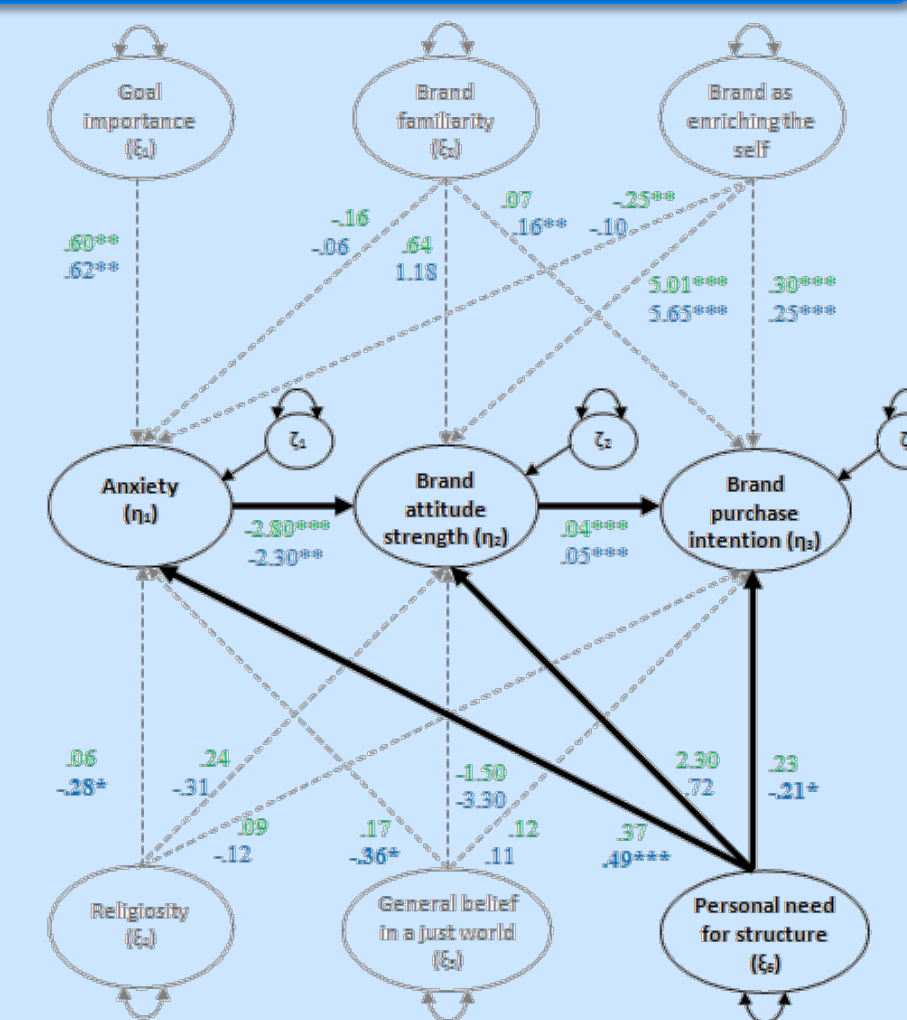 Goal
importance
(ξ₁)
Brand
familiarity
(ξ₂)
Brand as
enriching the
self
.60**
.62**
-.16
-.06
.64
1.18
.07
.16**
-.25**
-.10
5.01***
5.65***
.30***
.25***
ζ₁
ζ₂
Anxiety
(η₁)
Brand
attitude
strength (η₂)
Brand
purchase
intention (η₃)
-2.80***
-2.30**
.04***
.05***
.06
-.28*
.24
-.31
.09
-.12
-1.50
-3.30
.17
-.36*
.12
.11
2.30
.72
.37
.49***
.23
-.21*
Religiosity
(ξ₄)
General belief
in a just world
(ξ₅)
Personal need
for structure
(ξ₆)